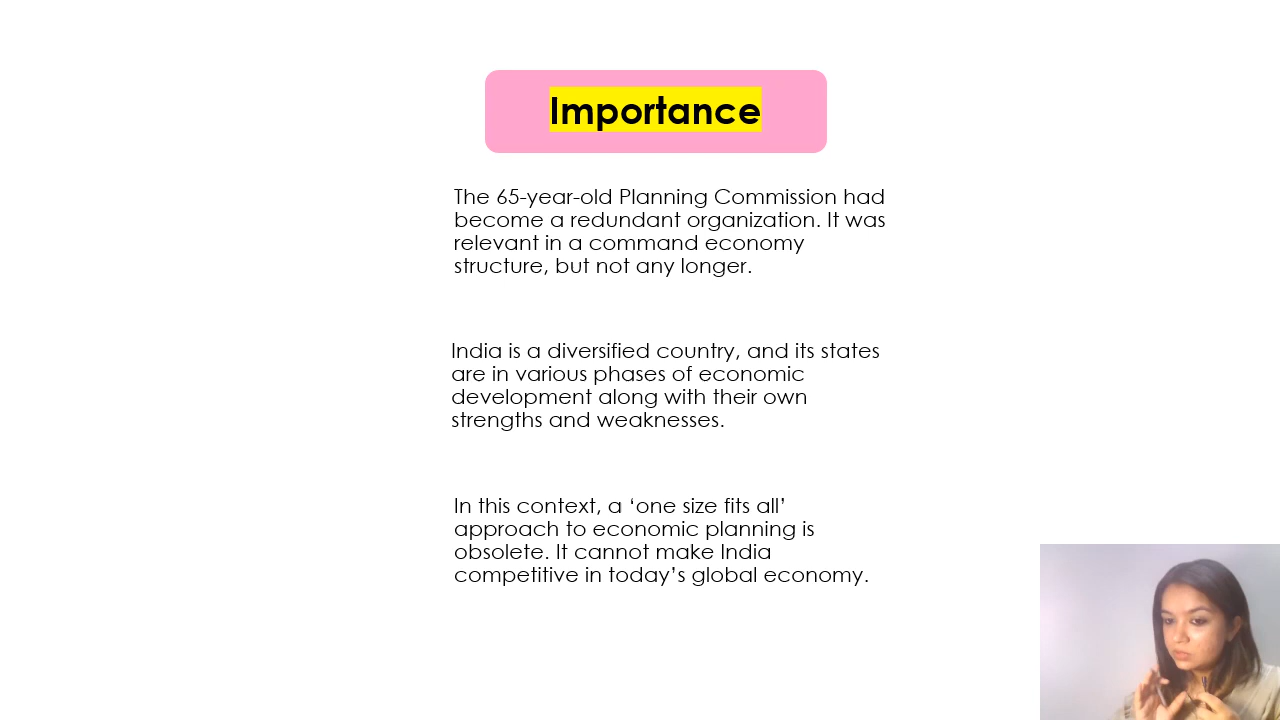 Importance
The 65-year-old Planning Commission had
become a redundant organization. It was
relevant in a command economy
structure, but not any longer.
India is a diversified country, and its states
are in various phases of economic
development along with their own
strengths and weaknesses.
In this context, a ‘one size fits all’
approach to economic planning is
obsolete. It cannot make India
competitive in today’s global economy.